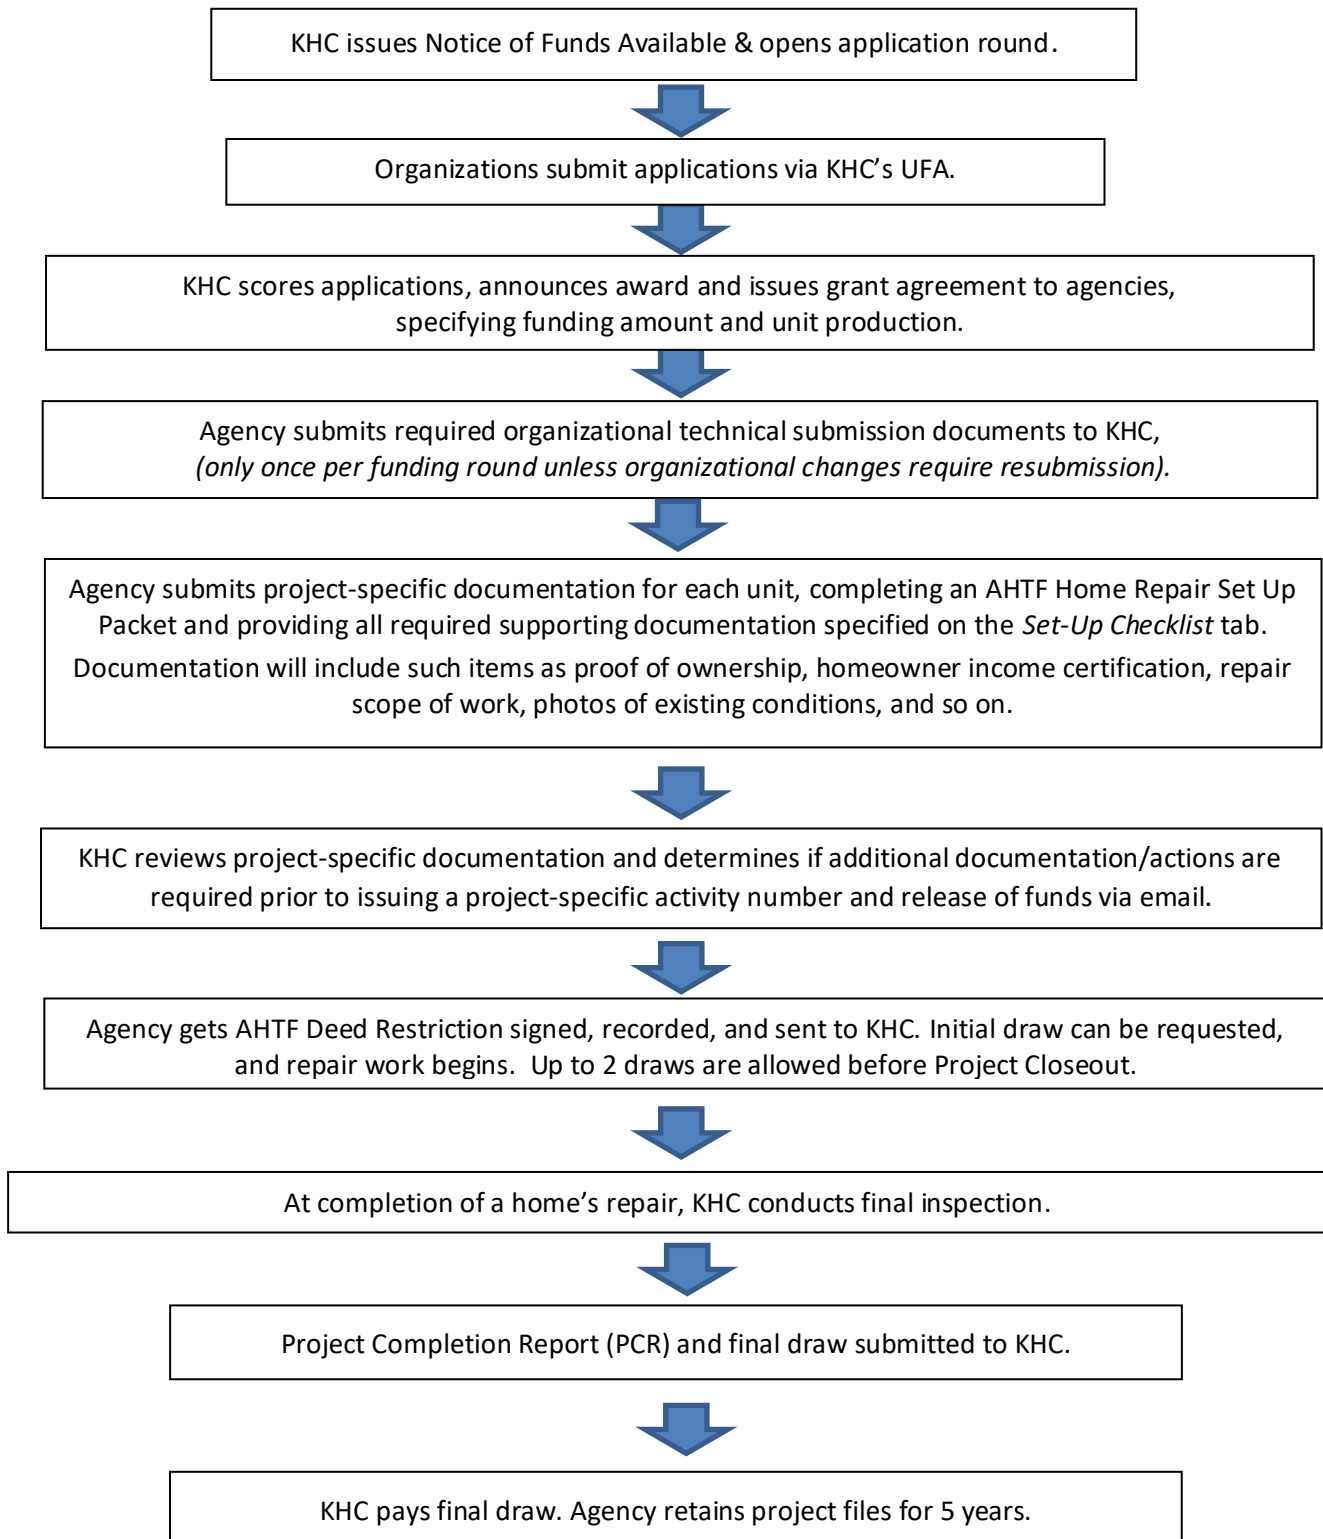 KHC issues Notice of Funds Available & opens application round.
Organizations submit applications via KHC’s UFA.
KHC scores applications, announces award and issues grant agreement to agencies,
specifying funding amount and unit production.
Agency submits required organizational technical submission documents to KHC,
(only once per funding round unless organizational changes require resubmission).
Agency submits project-specific documentation for each unit, completing an AHTF Home Repair Set Up
Packet and providing all required supporting documentation specified on the Set-Up Checklist tab.
Documentation will include such items as proof of ownership, homeowner income certification, repair
scope of work, photos of existing conditions, and so on.
KHC reviews project-specific documentation and determines if additional documentation/actions are
required prior to issuing a project-specific activity number and release of funds via email.
Agency gets AHTF Deed Restriction signed, recorded, and sent to KHC. Initial draw can be requested,
and repair work begins.  Up to 2 draws are allowed before Project Closeout.
At completion of a home’s repair, KHC conducts final inspection.
Project Completion Report (PCR) and final draw submitted to KHC.
KHC pays final draw. Agency retains project files for 5 years.